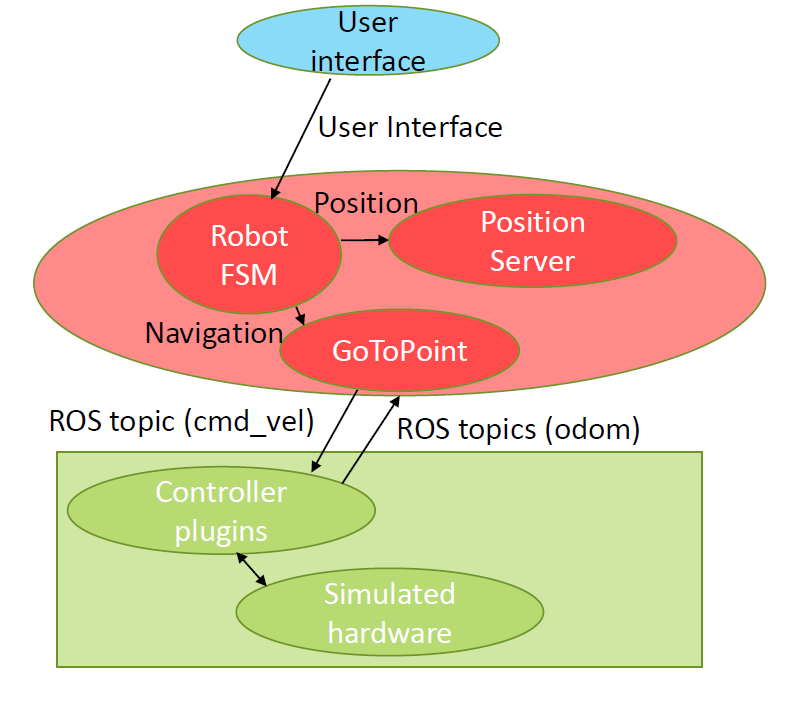 User
interface
User Interface
Position
Robot
FSM
Position
Server
Navigation
GoToPoint
ROS topic (cmd_vel)
ROS topics (odom)
Controller
plugins
Simulated
hardware